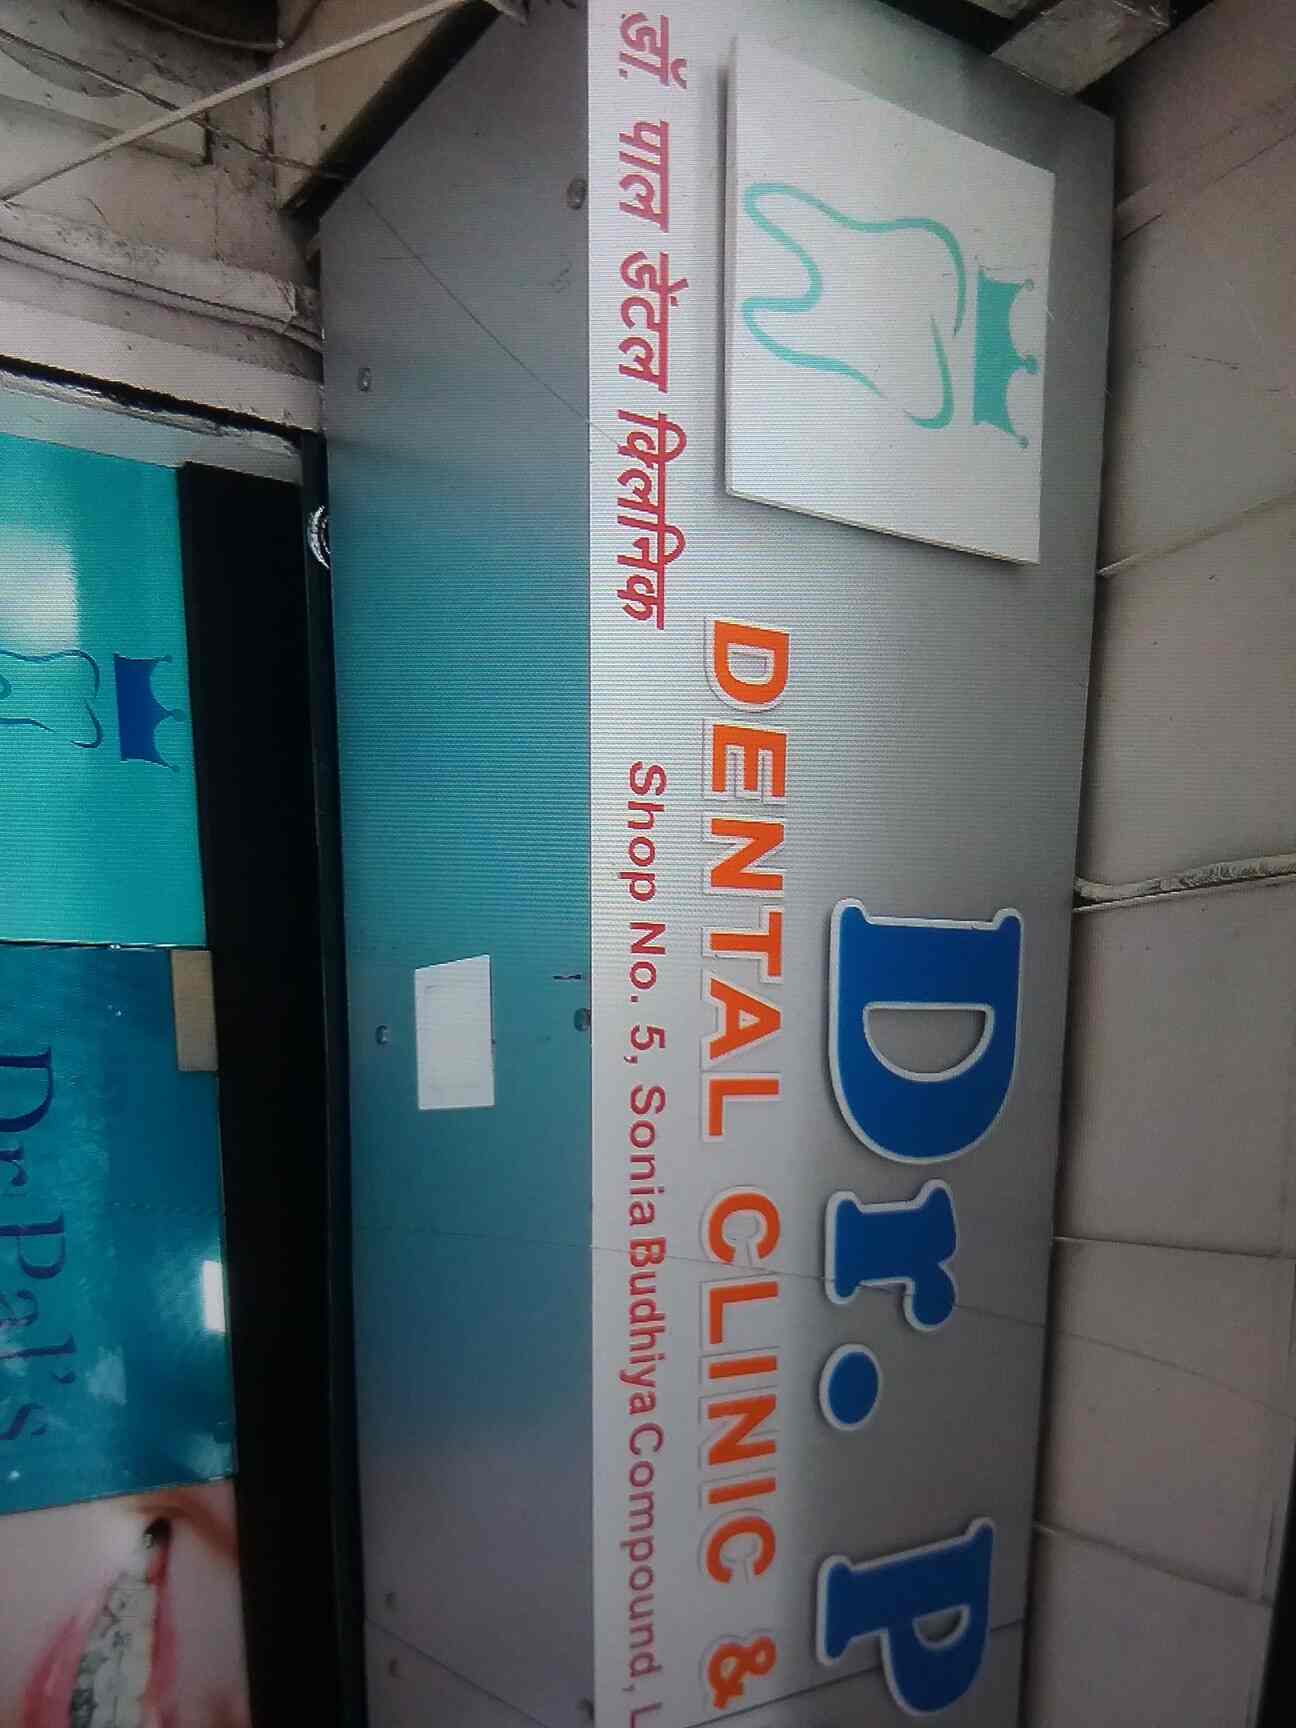 Dr. P
DENTAL CLINIC &
डॉ. पाल डेंटल क्लिनिक Shop No. 5, Sonia Budhiya Compound, L
Dr Pal's